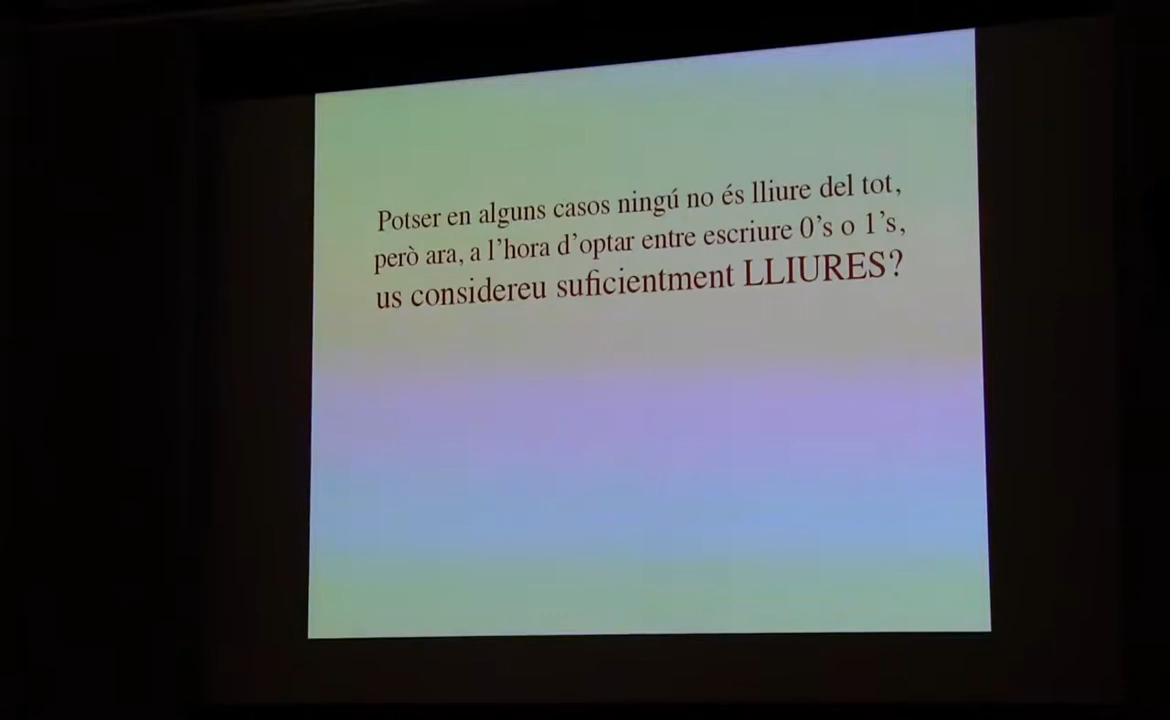 Potser en alguns casos ningú no és lliure del tot,
però ara, a l’hora d’optar entre escriure 0’s o 1’s,
us considereu suficientment LLIURES?